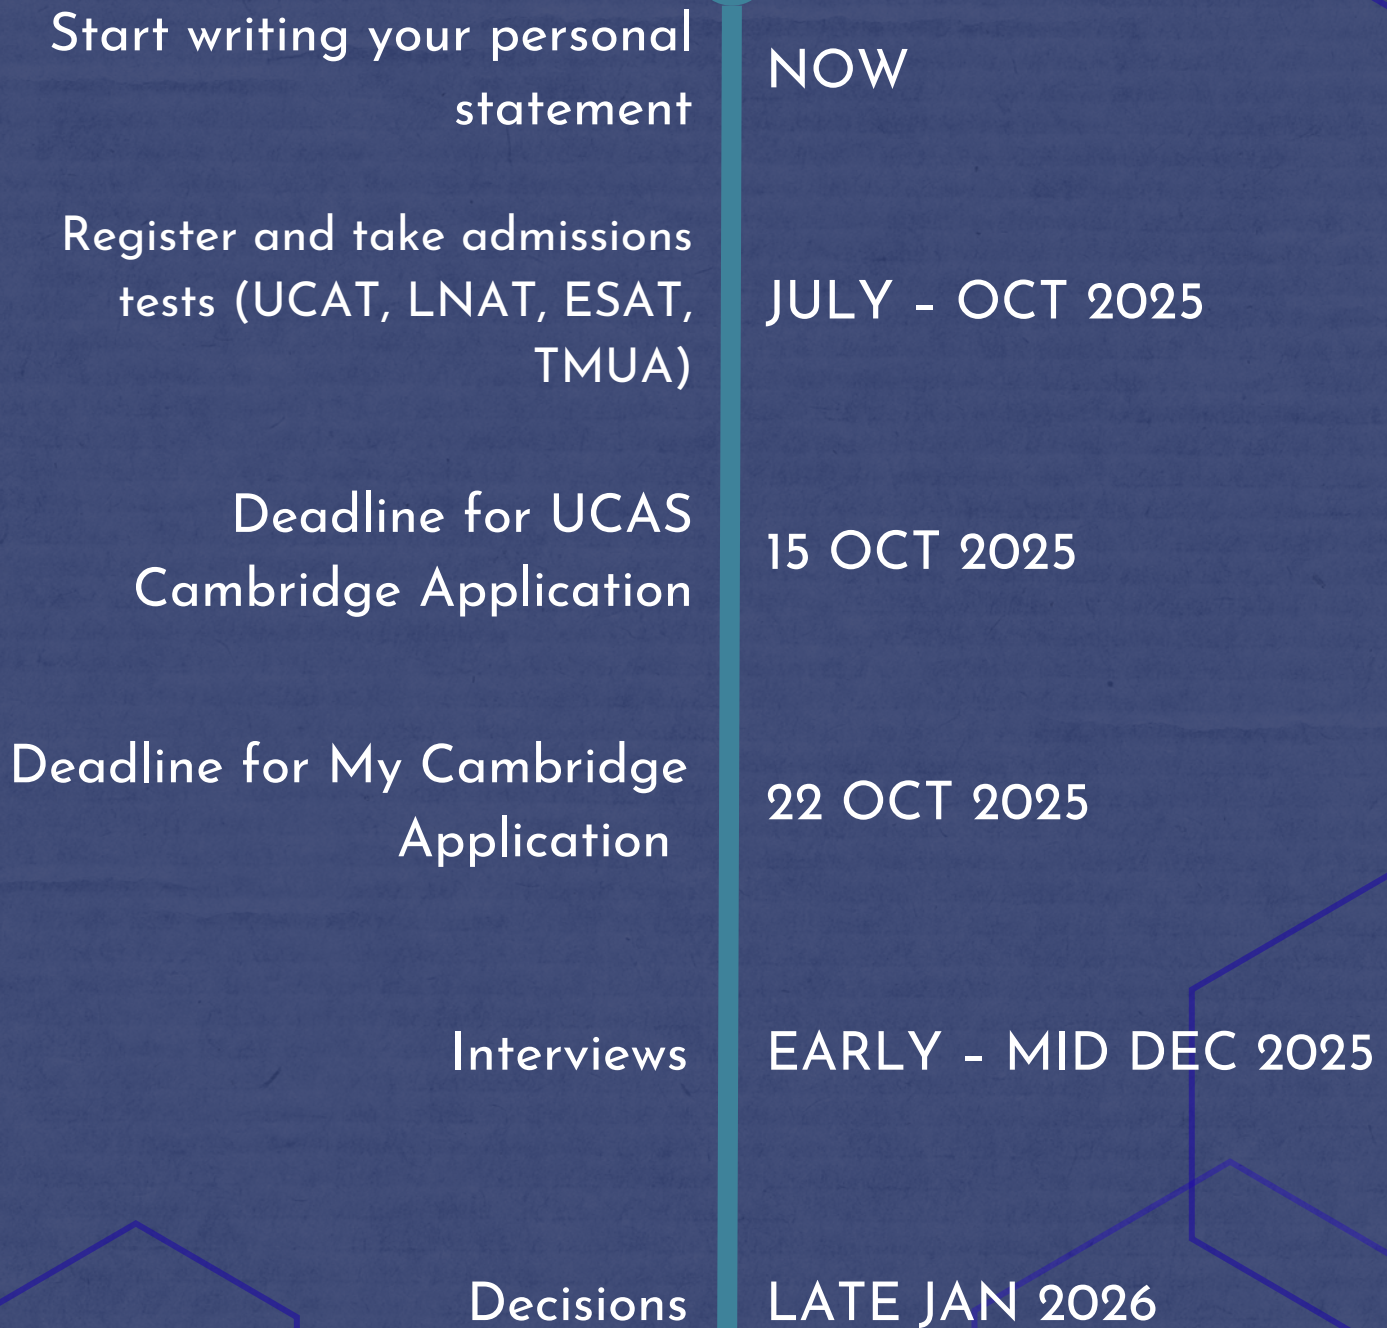 Start writing your personal
statement
NOW
Register and take admissions
tests (UCAT, LNAT, ESAT,
TMUA)
JULY – OCT 2025
Deadline for UCAS
Cambridge Application
15 OCT 2025
Deadline for My Cambridge
Application
22 OCT 2025
Interviews
EARLY – MID DEC 2025
Decisions
LATE JAN 2026